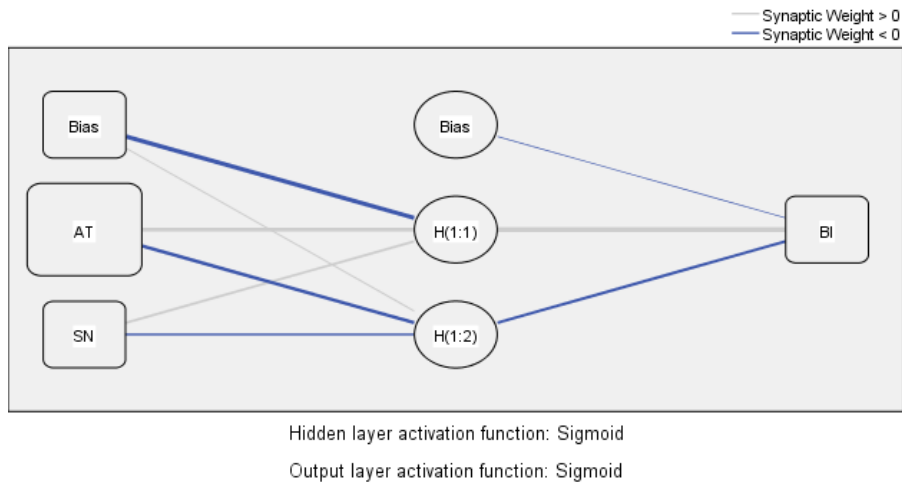 Synaptic Weight > 0
Synaptic Weight < 0
Bias
Bias
AT
H(1:1)
BI
SN
H(1:2)
Hidden layer activation function: Sigmoid
Output layer activation function: Sigmoid